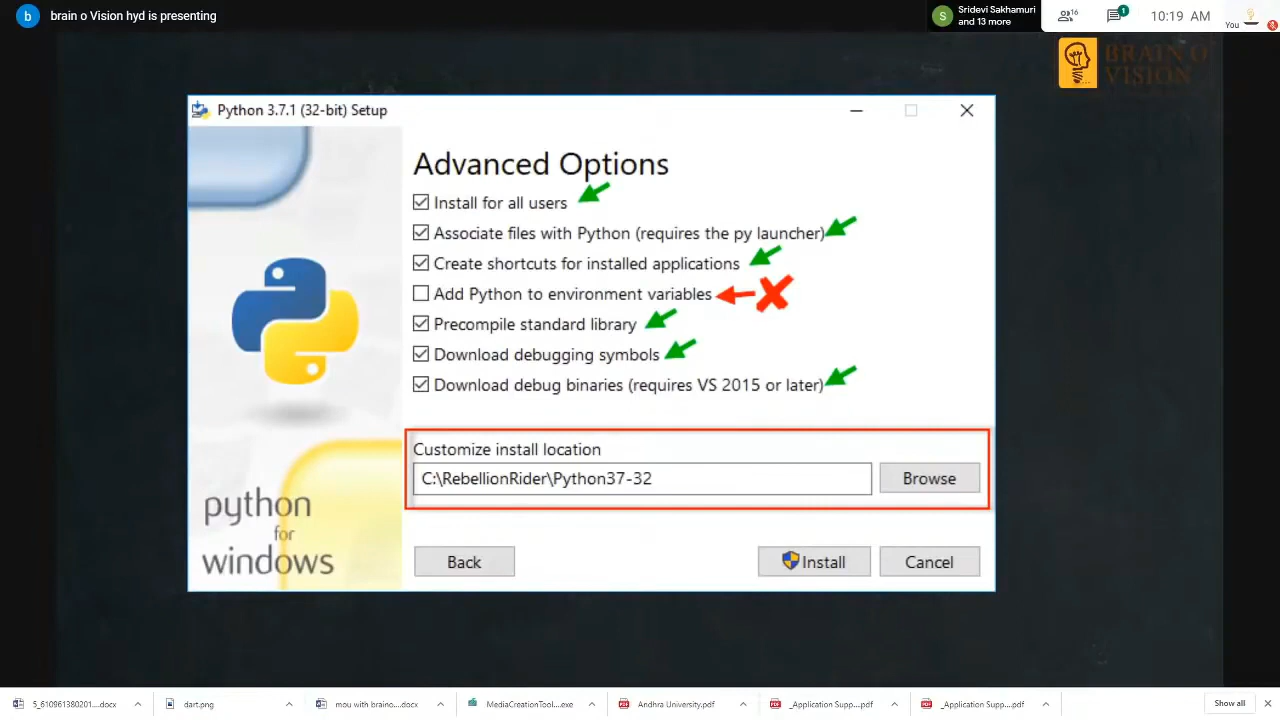 b brain o Vision hyd is presenting
S Sridevi Sakhamuri
and 13 more
16
1
10:19 AM
You
BRAIN O
VISION
Python 3.7.1 (32-bit) Setup
Advanced Options
Install for all users
Associate files with Python (requires the py launcher)
Create shortcuts for installed applications
Add Python to environment variables
Precompile standard library
Download debugging symbols
Download debug binaries (requires VS 2015 or later)
Customize install location
C:\RebellionRider\Python37-32
Browse
python
for
windows
Back
Install
Cancel
5_610961380201....docx
dart.png
mou with braino....docx
MediaCreationTool....exe
Andhra University.pdf
_Application Supp....pdf
_Application Supp....pdf
Show all